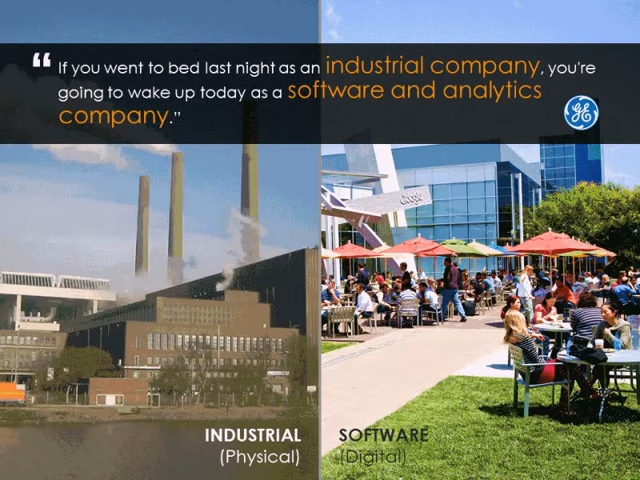 “ If you went to bed last night as an industrial company, you're
going to wake up today as a software and analytics
company.”
GE
Google
INDUSTRIAL
(Physical)
SOFTWARE
(Digital)